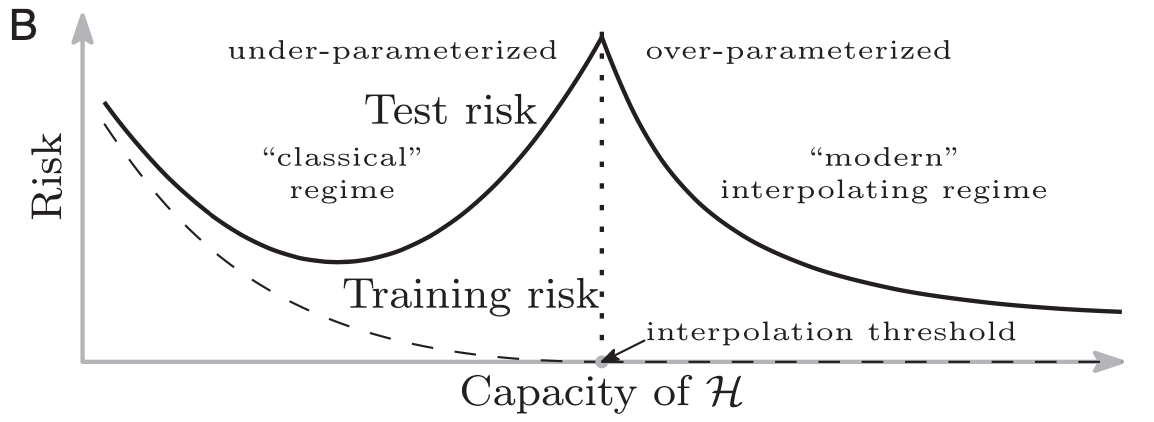 B
under-parameterized
over-parameterized
Test risk
“classical”
regime
“modern”
interpolating regime
Risk
Training risk
interpolation threshold
Capacity of ℋ